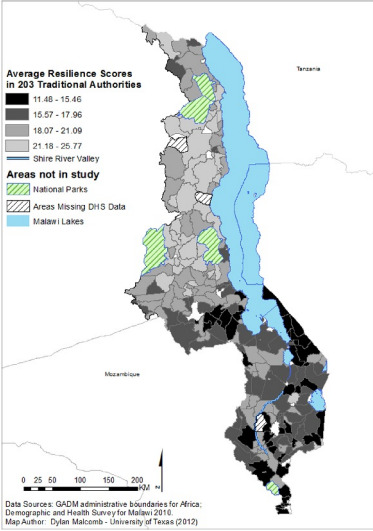 Tanzania
Average Resilience Scores
in 203 Traditional Authorities
11.48 - 15.46
15.57 - 17.96
18.07 - 21.09
21.18 - 25.77
Shire River Valley
Areas not in study
National Parks
Areas Missing DHS Data
Malawi Lakes
Mozambique
0 25 50 100 150 200
KM
N
Data Sources: GADM administrative boundaries for Africa;
Demographic and Health Survey for Malawi 2010.
Map Author: Dylan Malcomb - University of Texas (2012)